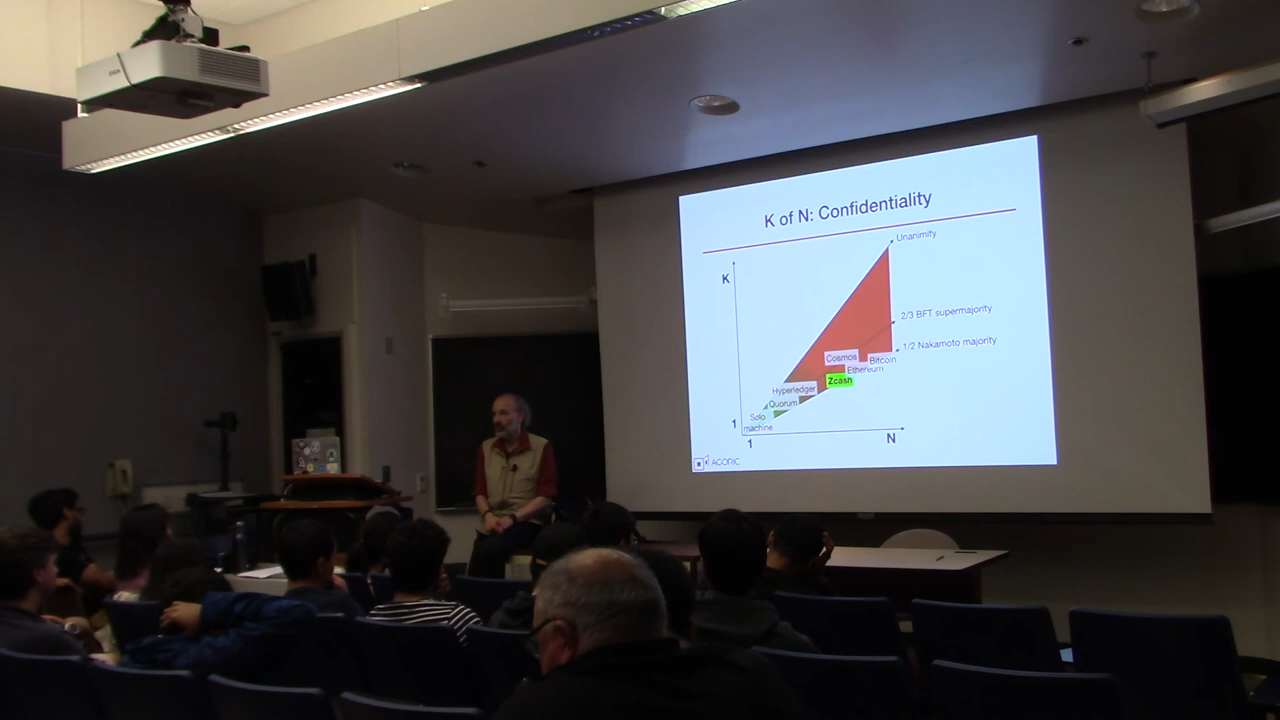 K of N: Confidentiality
Unanimity
K
2/3 BFT supermajority
1/2 Nakamoto majority
Cosmos
Bitcoin
Ethereum
Zcash
Hyperledger
Quorum
Solo
machine
1
1
N
AGORIC